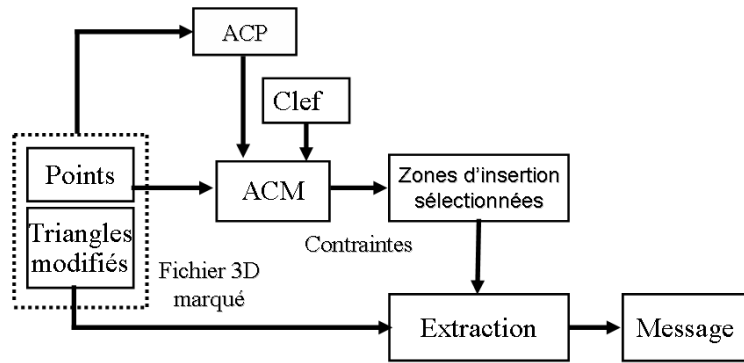 ACP
Clef
Points
ACM
Zones d'insertion
sélectionnées
Triangles
modifiés
Contraintes
Fichier 3D
marqué
Extraction
Message